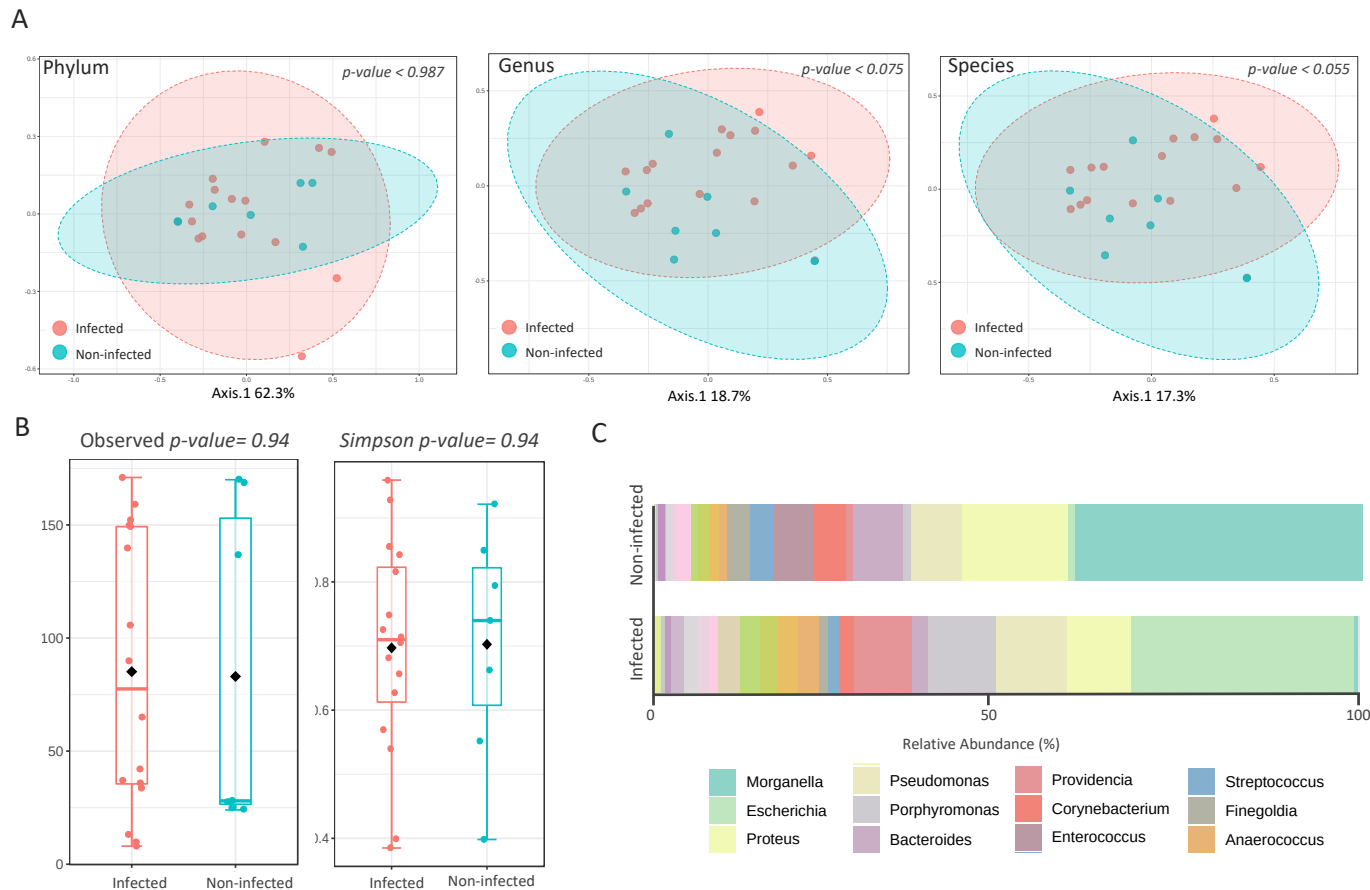 A
Phylum
p-value < 0.987
0.6
0.3
0.0
-0.3
-0.6
Infected
Non-infected
-1.0 -0.5 0.0 0.5 1.0
Axis.1 62.3%
Genus
p-value < 0.075
0.5
0.0
-0.5
Infected
Non-infected
-0.5 0.0 0.5
Axis.1 18.7%
Species
p-value < 0.055
0.5
0.0
-0.5
Infected
Non-infected
-0.5 0.0 0.5
Axis.1 17.3%
B
Observed p-value= 0.94
150
100
50
0
Infected Non-infected
Simpson p-value= 0.94
0.8
0.6
0.4
Infected Non-infected
C
Non-infected
Infected
0 50 100
Relative Abundance (%)
Morganella
Escherichia
Proteus
Pseudomonas
Porphyromonas
Bacteroides
Providencia
Corynebacterium
Enterococcus
Streptococcus
Finegoldia
Anaerococcus